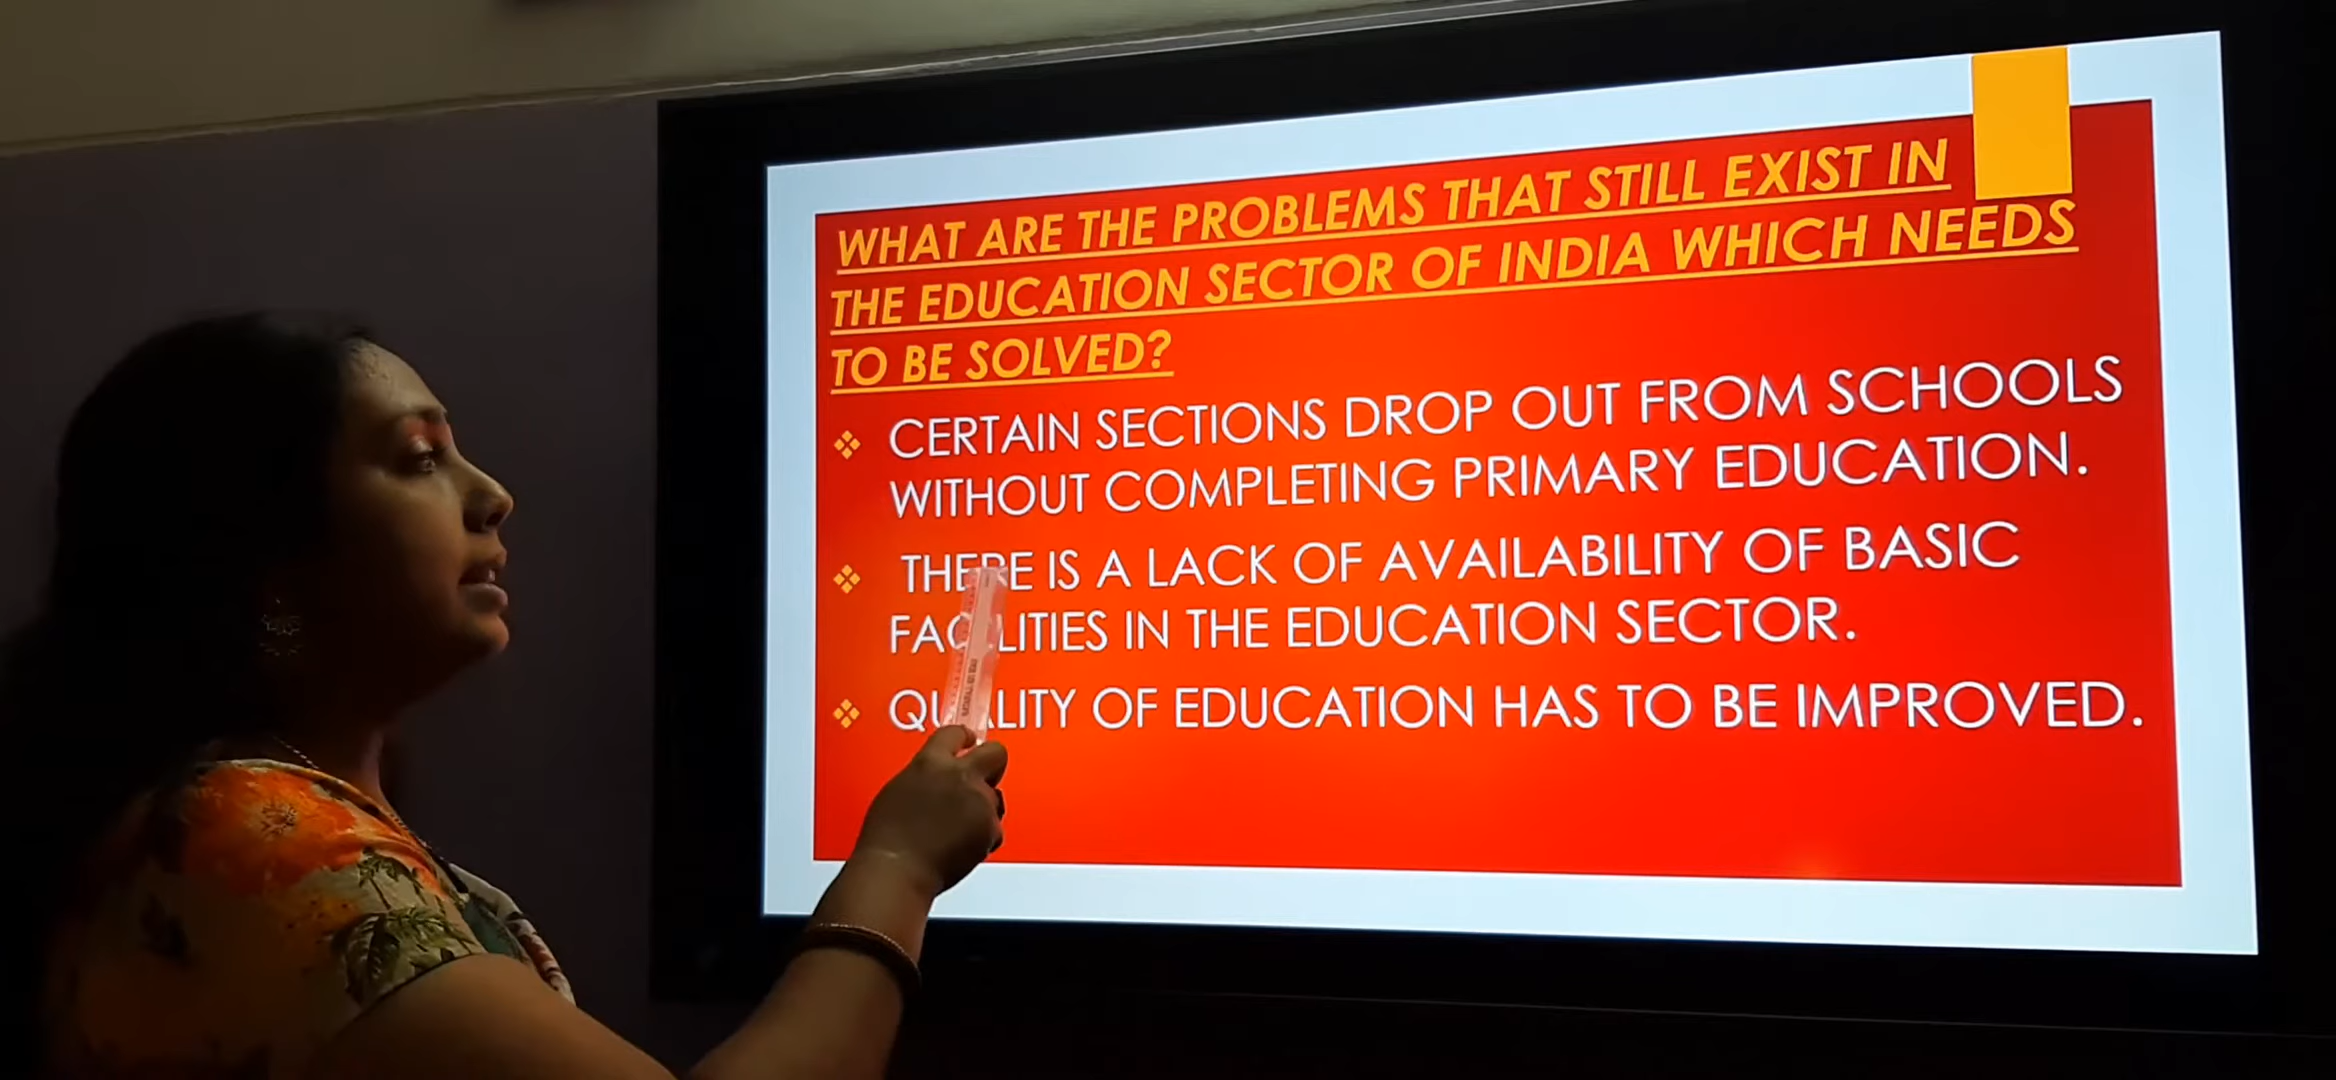 WHAT ARE THE PROBLEMS THAT STILL EXIST IN
THE EDUCATION SECTOR OF INDIA WHICH NEEDS
TO BE SOLVED?
CERTAIN SECTIONS DROP OUT FROM SCHOOLS
WITHOUT COMPLETING PRIMARY EDUCATION.
THERE IS A LACK OF AVAILABILITY OF BASIC
FACILITIES IN THE EDUCATION SECTOR.
QUALITY OF EDUCATION HAS TO BE IMPROVED.